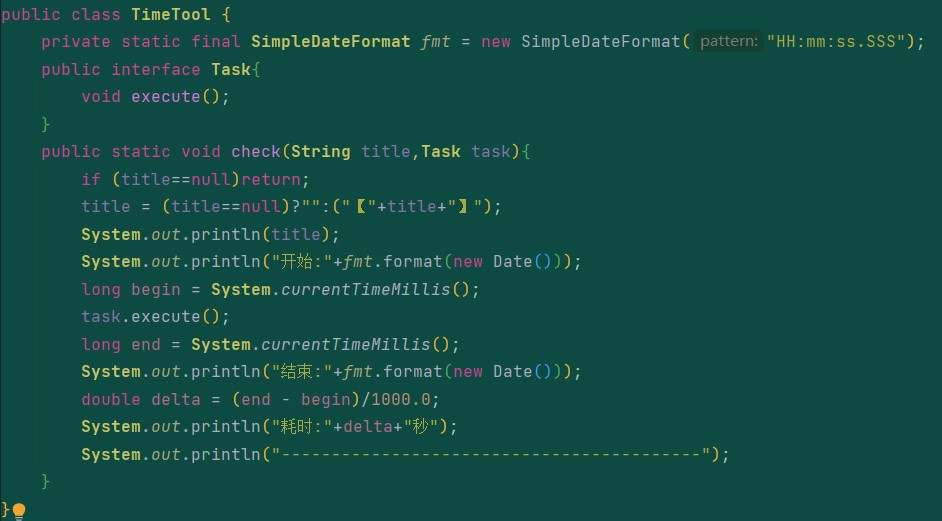 public class TimeTool {
    private static final SimpleDateFormat fmt = new SimpleDateFormat( pattern: "HH:mm:ss.SSS");
    public interface Task{
        void execute();
    }
    public static void check(String title,Task task){
        if (title==null)return;
        title = (title==null)?"":("【"+title+"】");
        System.out.println(title);
        System.out.println("开始:"+fmt.format(new Date()));
        long begin = System.currentTimeMillis();
        task.execute();
        long end = System.currentTimeMillis();
        System.out.println("结束:"+fmt.format(new Date()));
        double delta = (end - begin)/1000.0;
        System.out.println("耗时:"+delta+"秒");
        System.out.println("------------------------------------------");
    }
}